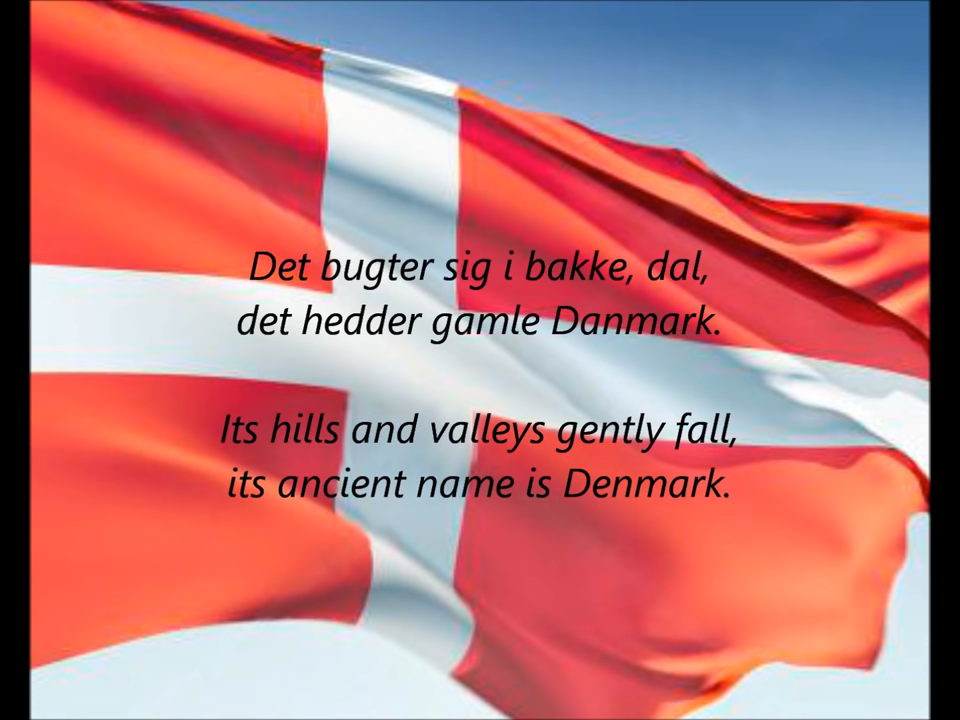 Det bugter sig i bakke, dal,
det hedder gamle Danmark.
Its hills and valleys gently fall,
its ancient name is Denmark.